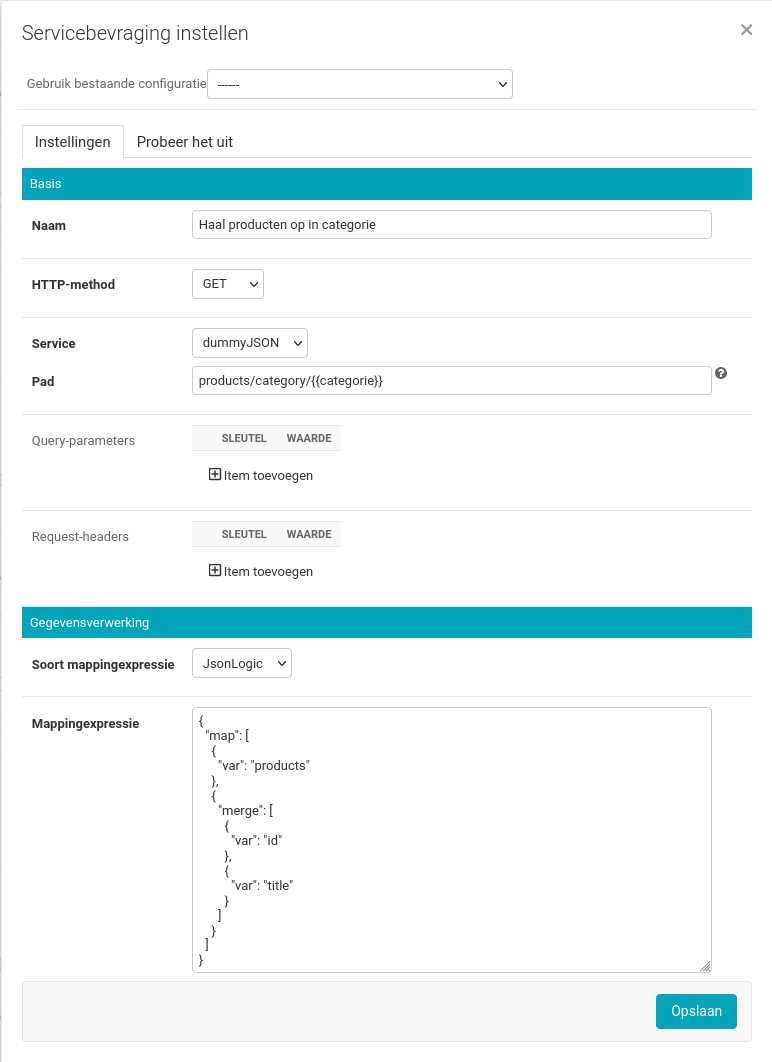 Servicebevraging instellen
Gebruik bestaande configuratie ------
Instellingen Probeer het uit
Basis
Naam Haal producten op in categorie
HTTP-method GET
Service dummyJSON
Pad products/category/{{categorie}}
Query-parameters SLEUTEL WAARDE
Item toevoegen
Request-headers SLEUTEL WAARDE
Item toevoegen
Gegevensverwerking
Soort mappingexpressie JsonLogic
Mappingexpressie {
"map": [
{
"var": "products"
},
{
"merge": [
{
"var": "id"
},
{
"var": "title"
}
]
}
]
}
Opslaan